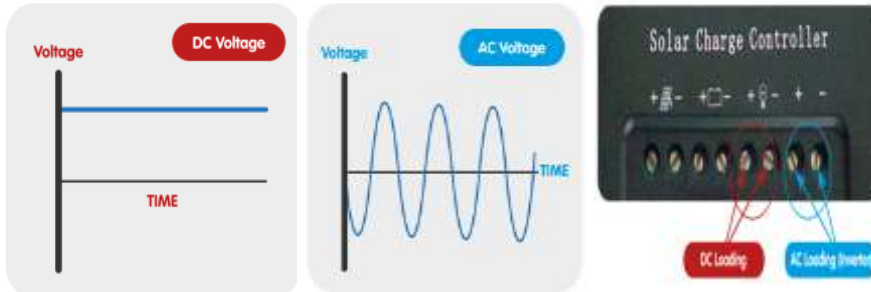 DC Voltage
Voltage
TIME
AC Voltage
Voltage
TIME
Solar Charge Controller
+ - + - + - + -
DC Loading
AC Loading (Inverter)